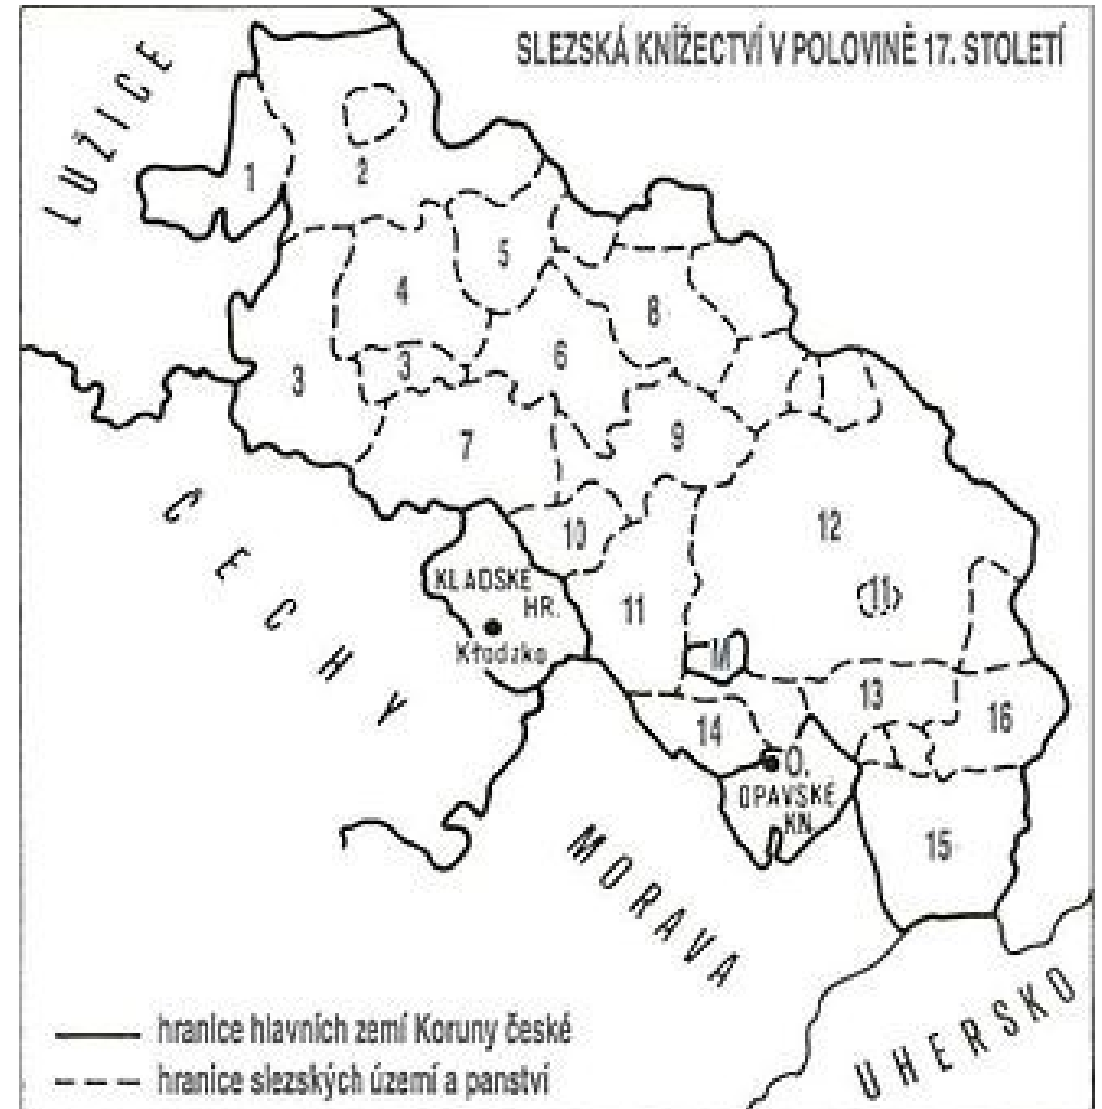 SLEZSKÁ KNÍŽECTVÍ V POLOVINĚ 17. STOLETÍ
LUŽICE
1
2
5
4
8
3
3
6
7
9
10
12
KLADSKÉ
HR.
11
11
Kłodzko
ČECHY
M
13
14
16
O.
OPAVSKÉ
KN.
15
MORAVA
UHERSKO
hranice hlavních zemí Koruny české
hranice slezských území a panství